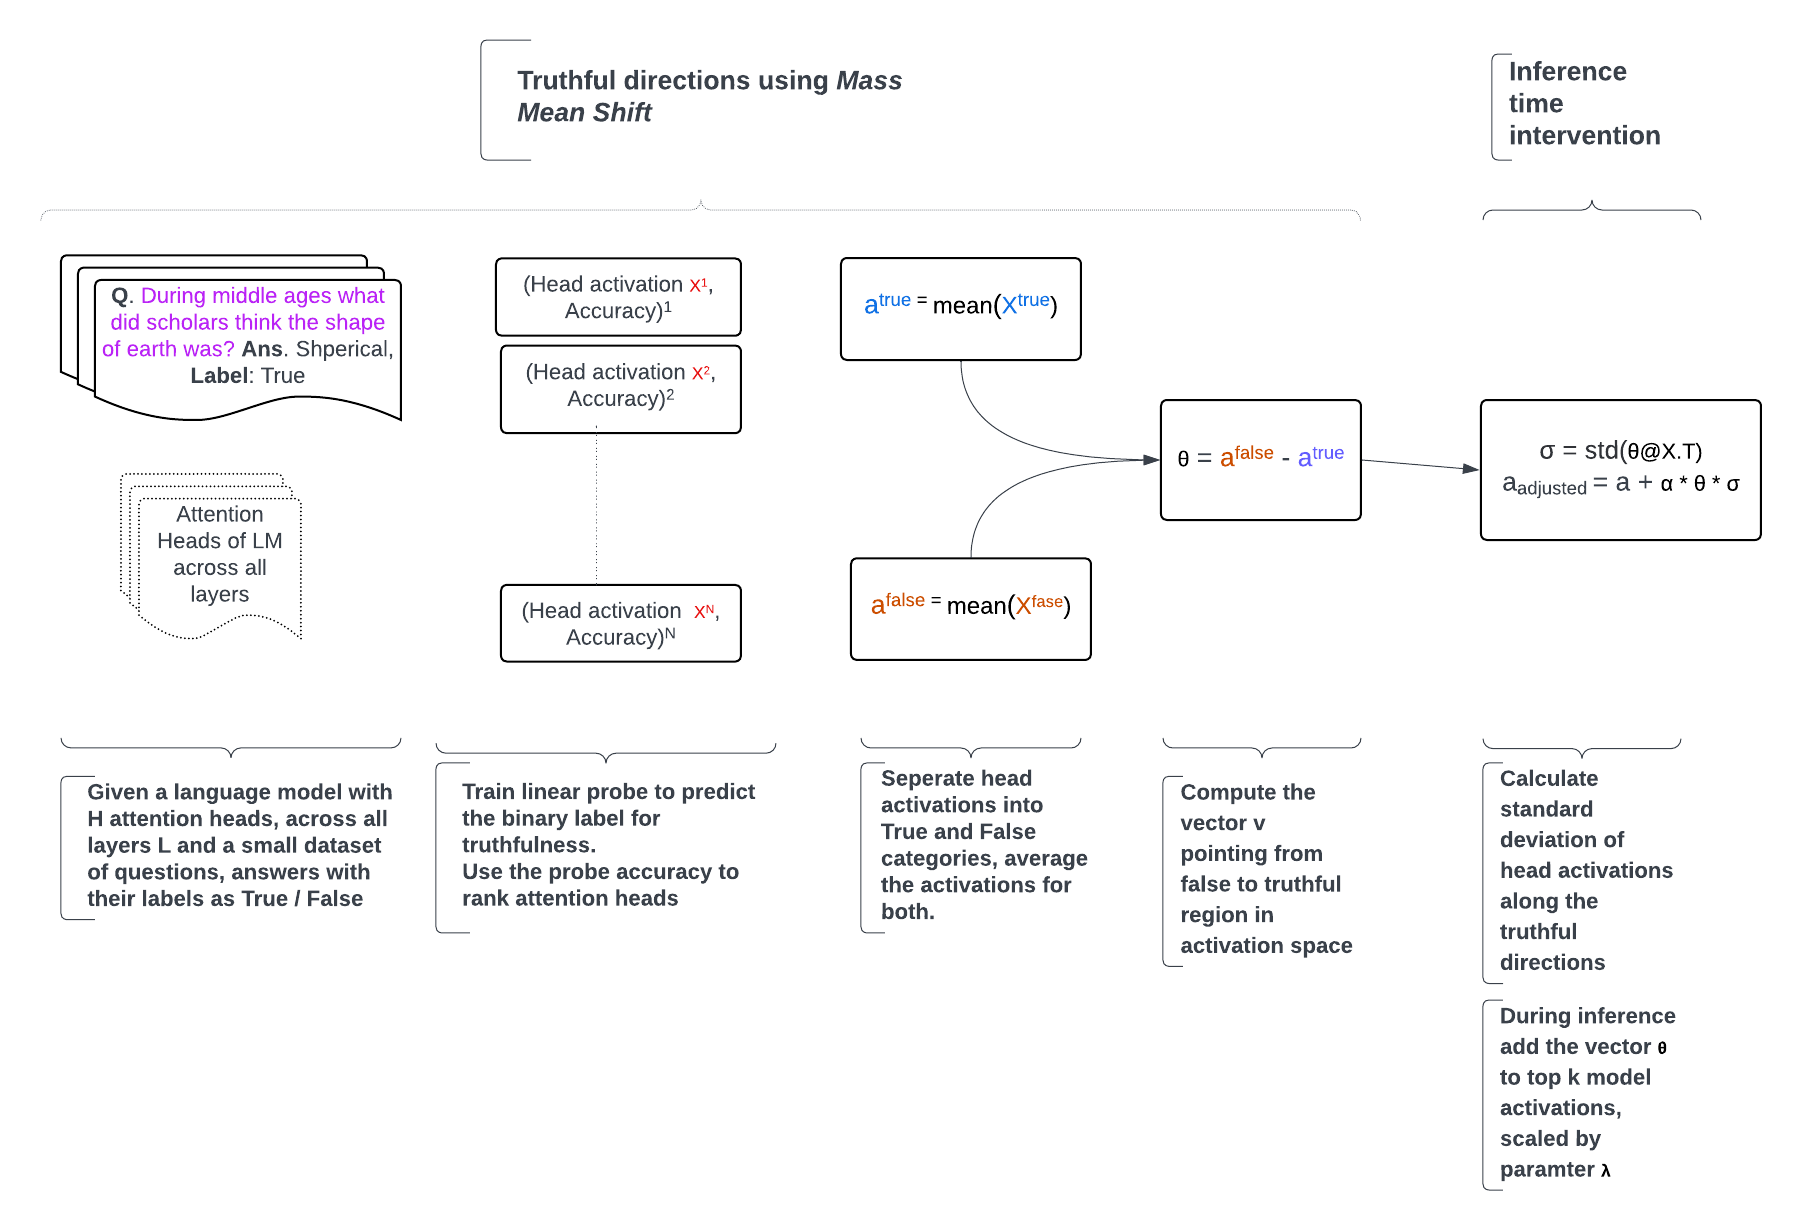 Truthful directions using Mass
Mean Shift
Inference
time
intervention
Q. During middle ages what
did scholars think the shape
of earth was? Ans. Shperical,
Label: True
Attention
Heads of LM
across all
layers
(Head activation X¹,
Accuracy)¹
(Head activation X²,
Accuracy)²
(Head activation Xᴺ,
Accuracy)ᴺ
a^true = mean(X^true)
a^false = mean(X^fase)
θ = a^false - a^true
σ = std(θ@X.T)
a_adjusted = a + α * θ * σ
Given a language model with
H attention heads, across all
layers L and a small dataset
of questions, answers with
their labels as True / False
Train linear probe to predict
the binary label for
truthfulness.
Use the probe accuracy to
rank attention heads
Seperate head
activations into
True and False
categories, average
the activations for
both.
Compute the
vector v
pointing from
false to truthful
region in
activation space
Calculate
standard
deviation of
head activations
along the
truthful
directions
During inference
add the vector θ
to top k model
activations,
scaled by
paramter λ